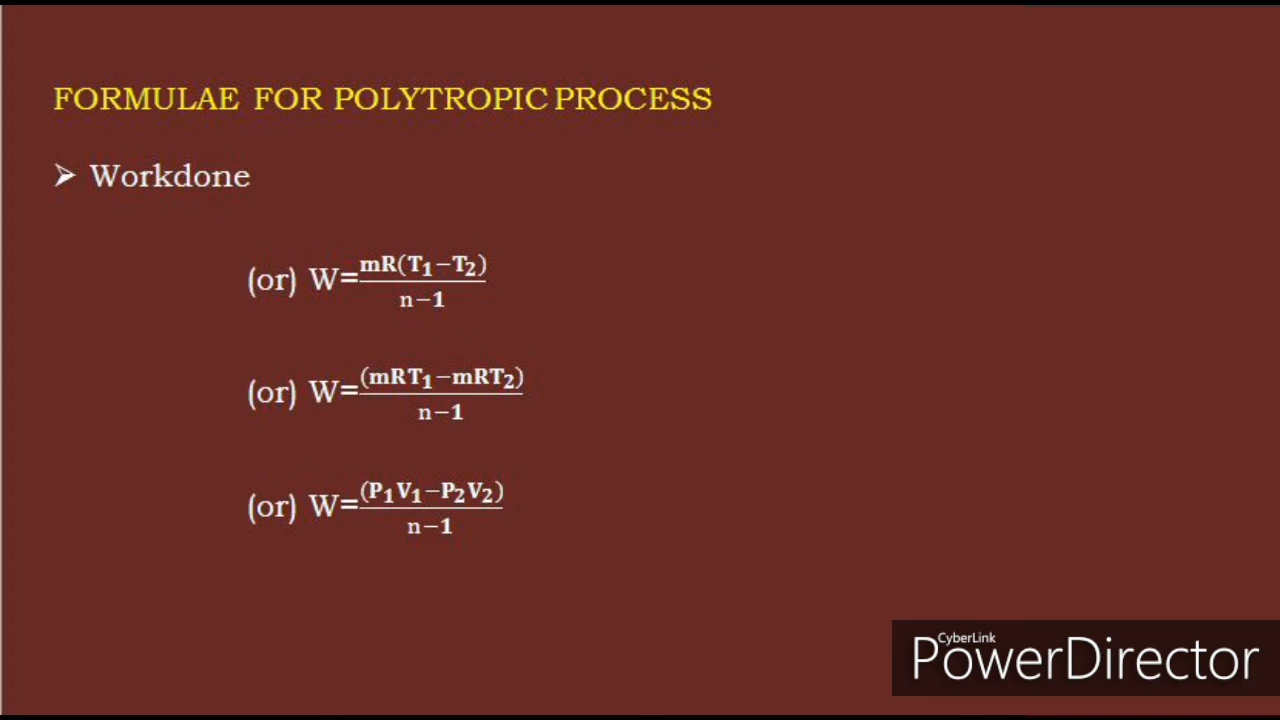 FORMULAE FOR POLYTROPIC PROCESS
➤ Workdone
(or) W=mR(T₁−T₂)/n−1
(or) W=(mRT₁−mRT₂)/n−1
(or) W=(P₁V₁−P₂V₂)/n−1
CyberLink
PowerDirector